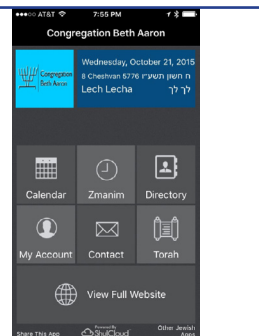 AT&T 7:55 PM
Congregation Beth Aaron
Congregation
Beth Aaron
Wednesday, October 21, 2015
8 Cheshvan 5776 ח חשון תשע״ו
Lech Lecha לך לך
Calendar Zmanim Directory
My Account Contact Torah
View Full Website
Share This App
Powered By
ShulCloud
Other Jewish
Apps